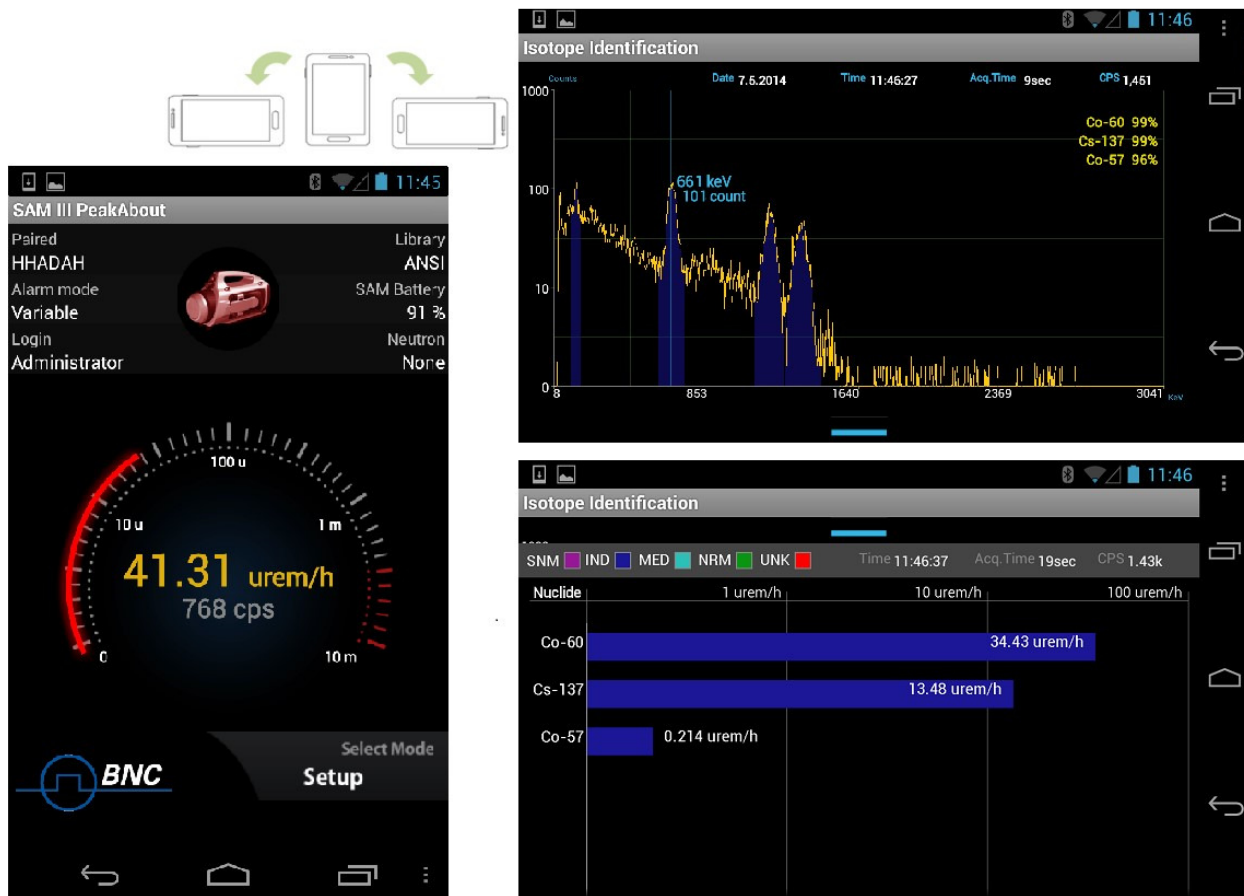 11:45
SAM III PeakAbout
Paired Library
HHADAH ANSI
Alarm mode SAM Battery
Variable 91 %
Login Neutron
Administrator None
100 u
10 u 1 m
41.31 urem/h
768 cps
0 10 m
Select Mode
BNC Setup
11:46
Isotope Identification
Counts Date 7.5.2014 Time 11:46:27 Acq.Time 9sec CPS 1,451
1000
Co-60 99%
Cs-137 99%
Co-57 96%
100
661 keV
101 count
10
0
8 853 1640 2369 3041 KeV
11:46
Isotope Identification
SNM IND MED NRM UNK Time 11:46:37 Acq.Time 19sec CPS 1.43k
Nuclide 1 urem/h 10 urem/h 100 urem/h
Co-60 34.43 urem/h
Cs-137 13.48 urem/h
Co-57 0.214 urem/h